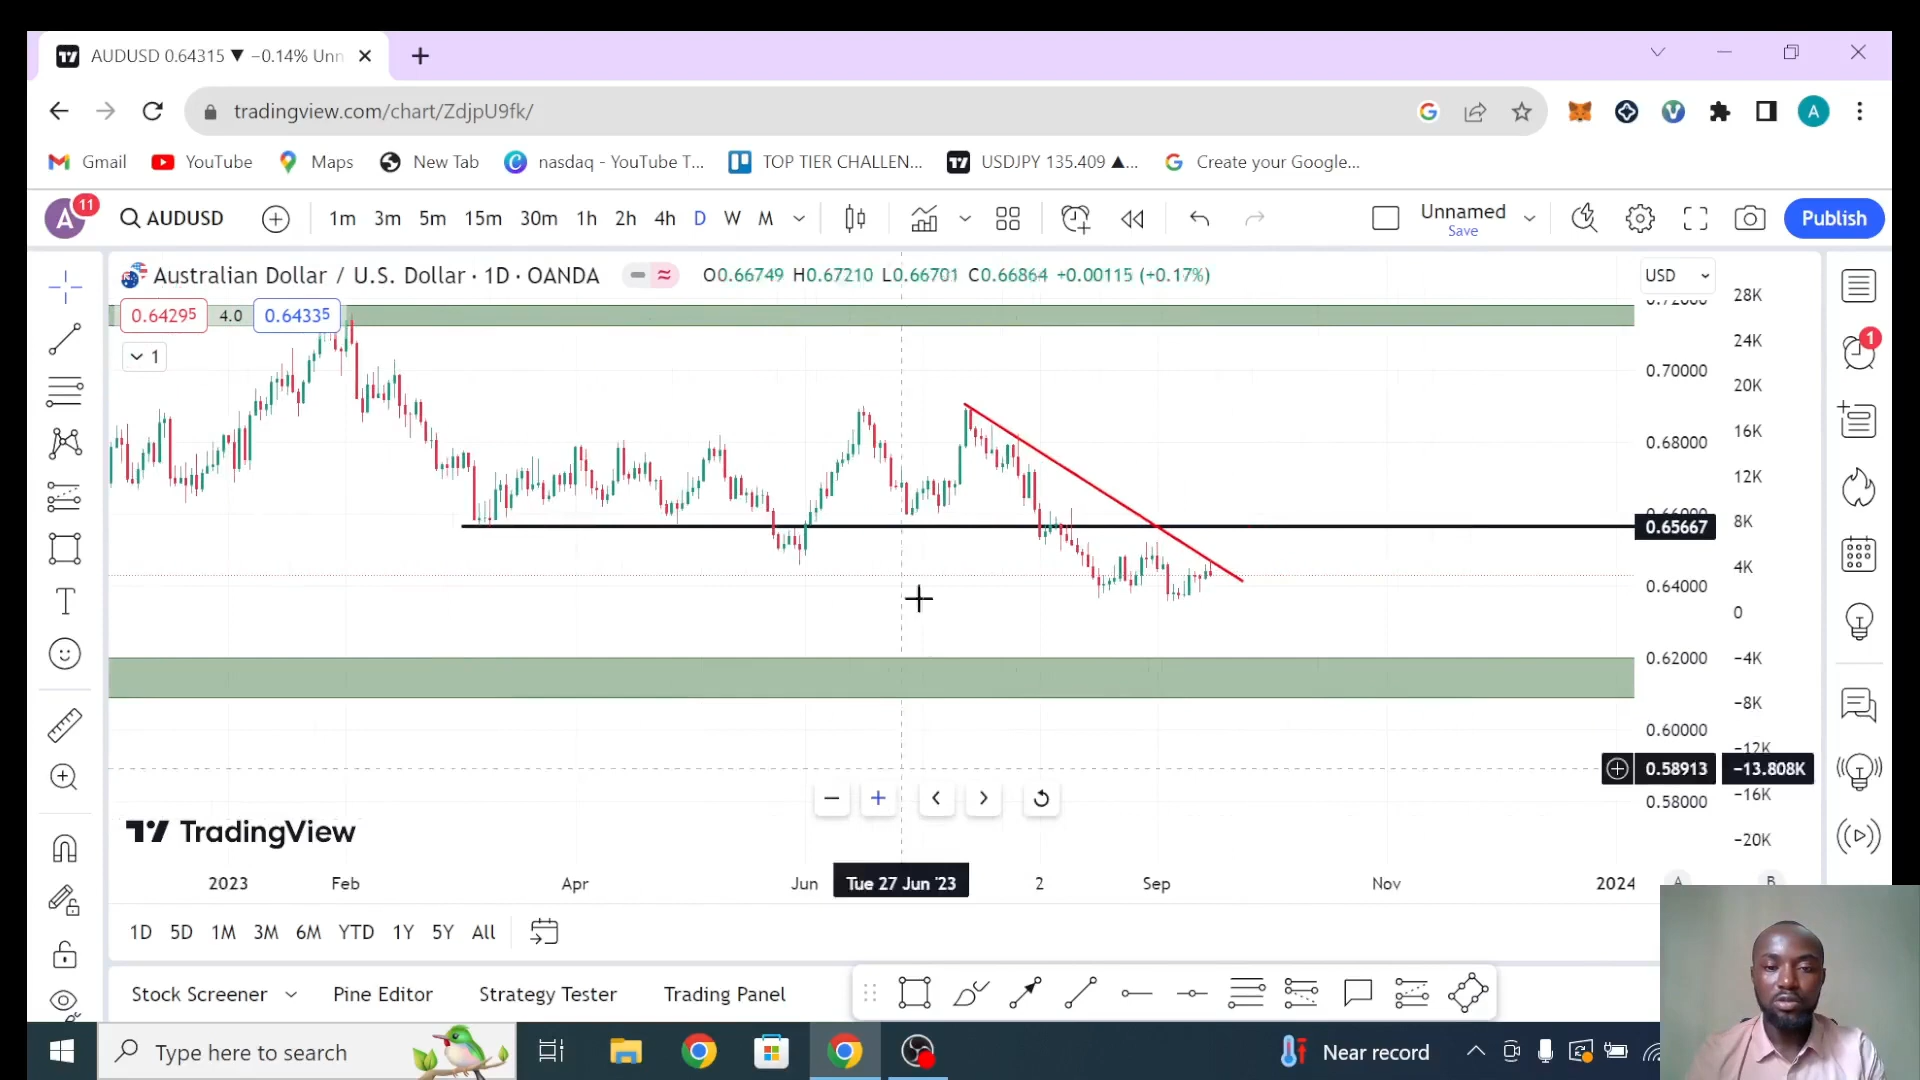 AUDUSD 0.64315 ▼ −0.14% Unn
tradingview.com/chart/ZdjpU9fk/
A
Gmail
YouTube
Maps
New Tab
nasdaq - YouTube T...
TOP TIER CHALLEN...
USDJPY 135.409 ▲...
Create your Google...
A 11
AUDUSD
1m 3m 5m 15m 30m 1h 2h 4h D W M
Unnamed
Save
Publish
Australian Dollar / U.S. Dollar · 1D · OANDA
O0.66749 H0.67210 L0.66701 C0.66864 +0.00115 (+0.17%)
USD
0.64295 4.0 0.64335
1
0.72000
0.70000
0.68000
0.66000
0.65667
0.64000
0.62000
0.60000
0.58913
0.58000
28K
24K
20K
16K
12K
8K
4K
0
−4K
−8K
−12K
−13.808K
−16K
−20K
1
TradingView
2023 Feb Apr Jun Tue 27 Jun '23 2 Sep Nov 2024
A B
1D 5D 1M 3M 6M YTD 1Y 5Y All
Stock Screener
Pine Editor
Strategy Tester
Trading Panel
Type here to search
Near record